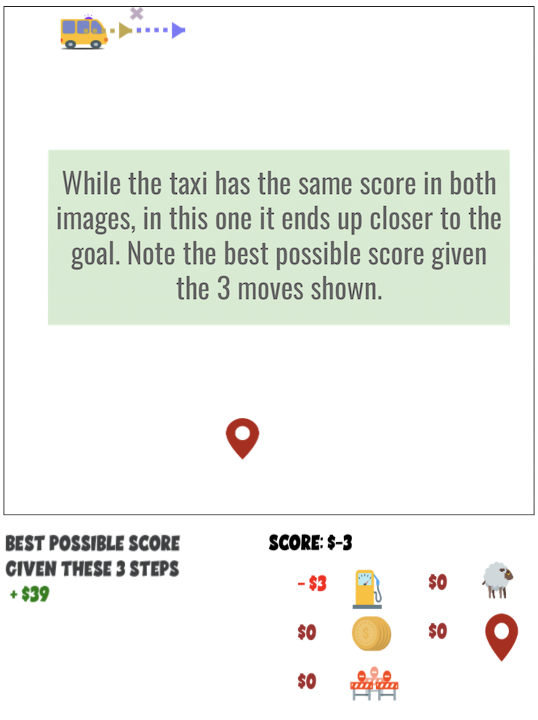 While the taxi has the same score in both
images, in this one it ends up closer to the
goal. Note the best possible score given
the 3 moves shown.
BEST POSSIBLE SCORE
GIVEN THESE 3 STEPS
+ $39
SCORE: $-3
- $3
$0
$0
$0
$0